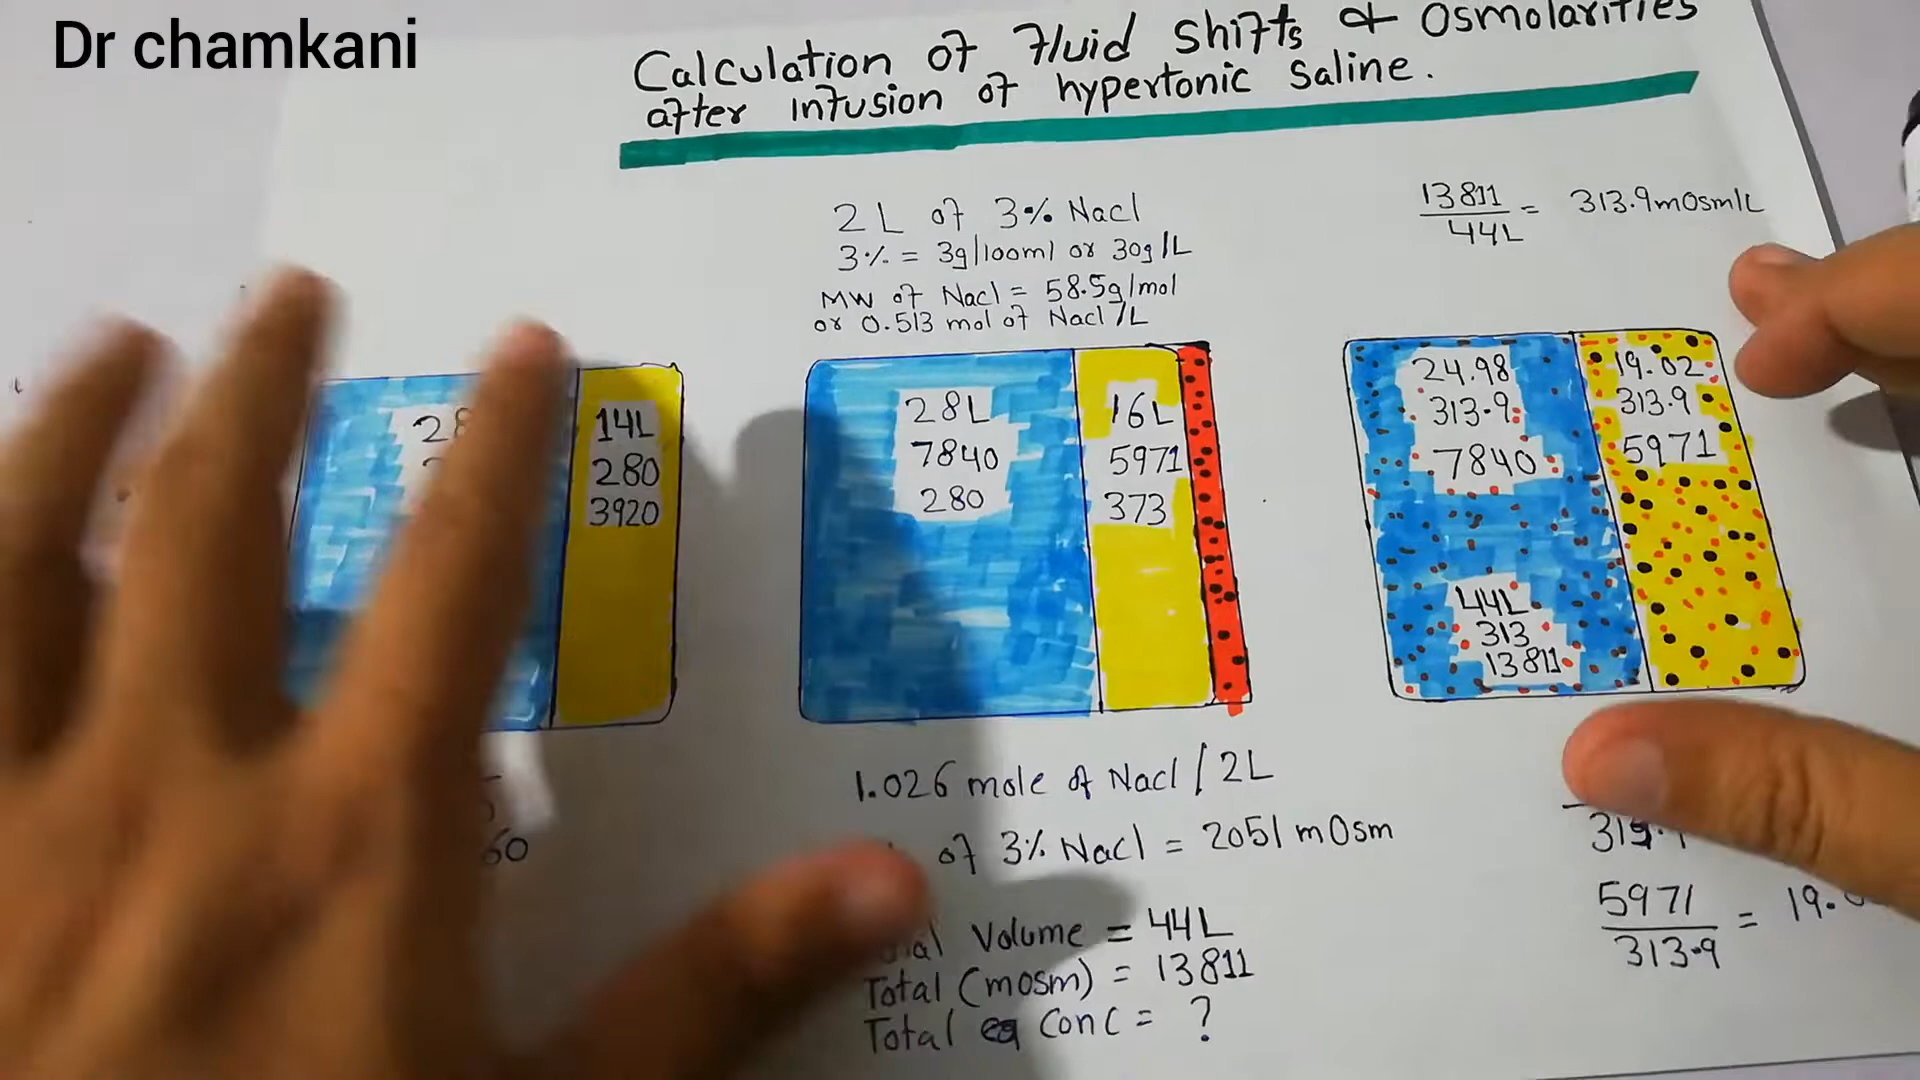 Dr chamkani
Calculation of Fluid Shifts & Osmolarities
after infusion of hypertonic Saline.
2L of 3% Nacl
3% = 3g/100ml or 30g/L
MW of Nacl = 58.5g/mol
or 0.513 mol of Nacl/L
14L
280
3920
60
28L
7840
280
16L
5971
373
1.026 mole of Nacl/2L
of 3% Nacl = 2051 mOsm
Volume = 44L
Total (mosm) = 13811
Total Conc = ?
13811
44L
= 313.9mOsm/L
24.98
313.9
7840
44L
313
13811
19.02
313.9
5971
5971
313.9
= 19.